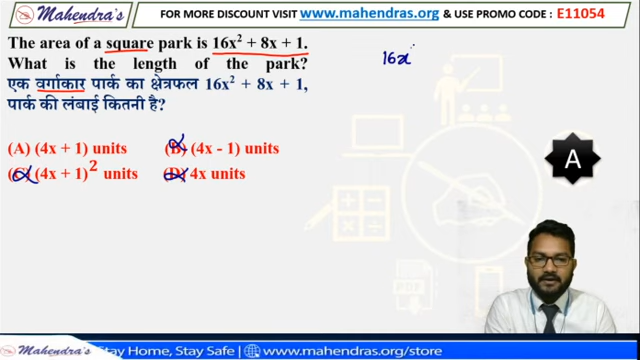 Mahendra's
FOR MORE DISCOUNT VISIT www.mahendras.org & USE PROMO CODE : E11054
The area of a square park is 16x² + 8x + 1.
What is the length of the park?
एक वर्गाकार पार्क का क्षेत्रफल 16x² + 8x + 1,
पार्क की लंबाई कितनी है?
16x
(A) (4x + 1) units
(B) (4x - 1) units
(C) (4x + 1)² units
(D) 4x units
A
Mahendra's
Stay Home, Stay Safe | www.mahendras.org/store